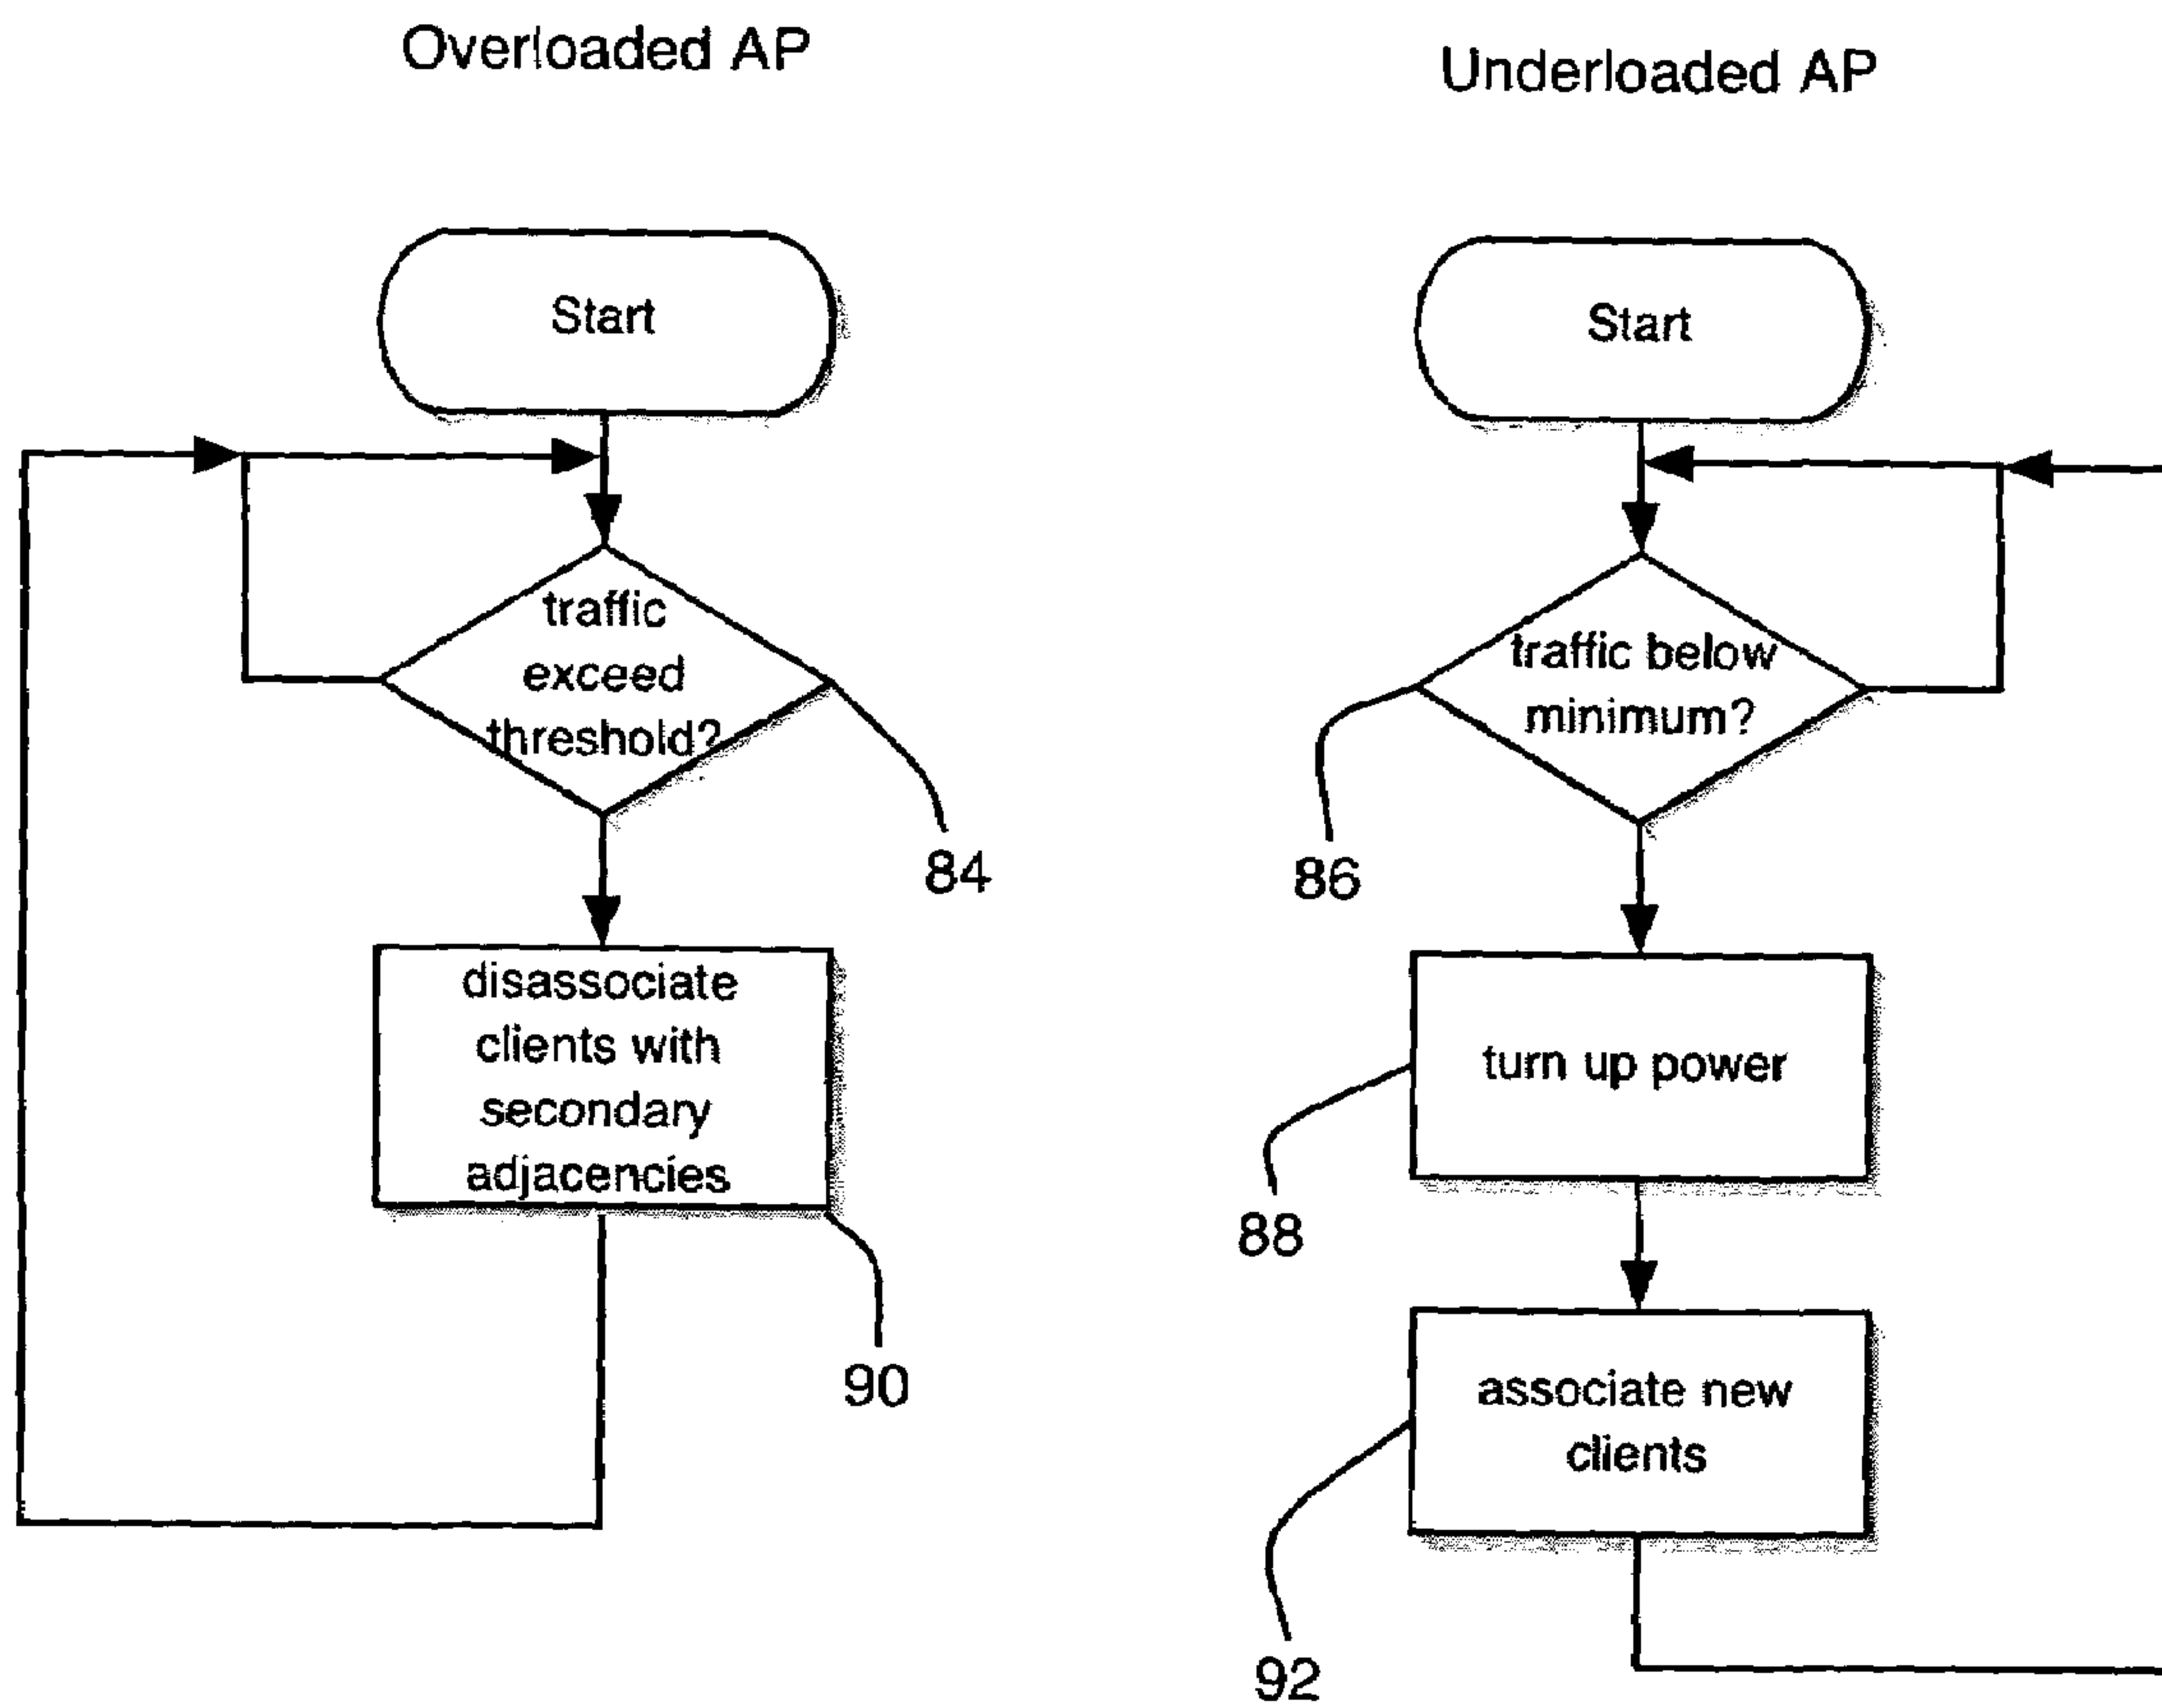 Overloaded AP
Start
traffic
exceed
threshold?
84
disassociate
clients with
secondary
adjacencies
90
Underloaded AP
Start
traffic below
minimum?
86
turn up power
88
associate new
clients
92